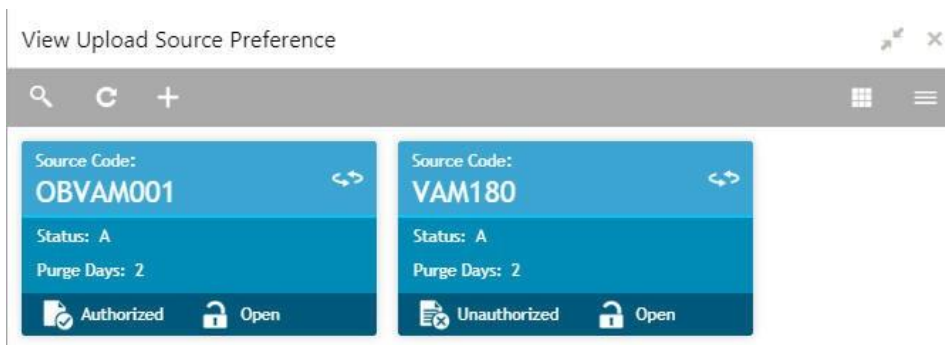 View Upload Source Preference
Source Code:
OBVAM001
Status: A
Purge Days: 2
Authorized Open
Source Code:
VAM180
Status: A
Purge Days: 2
Unauthorized Open